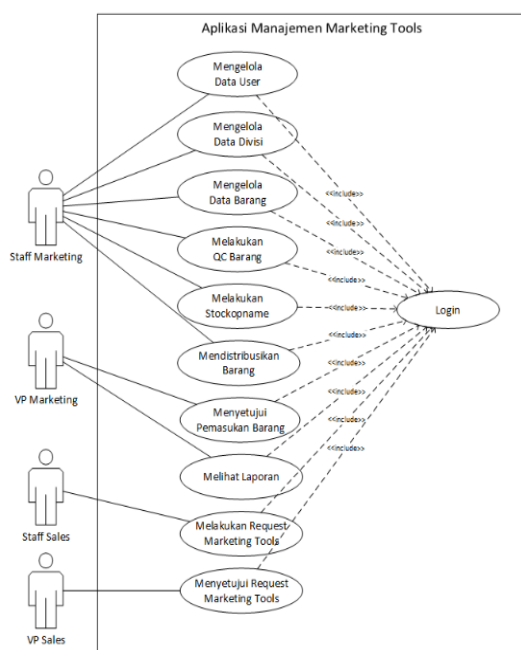 Aplikasi Manajemen Marketing Tools
Mengelola
Data User
Mengelola
Data Divisi
<<include>>
Mengelola
Data Barang
<<include>>
Staff Marketing
Melakukan
QC Barang
<<include>>
<<include>>
Melakukan
Stockopname
<<include>>
Login
<<include>>
Mendistribusikan
Barang
<<include>>
VP Marketing
Menyetujui
Pemasukan Barang
<<include>>
<<include>>
Melihat Laporan
<<include>>
Staff Sales
Melakukan Request
Marketing Tools
Menyetujui Request
Marketing Tools
VP Sales